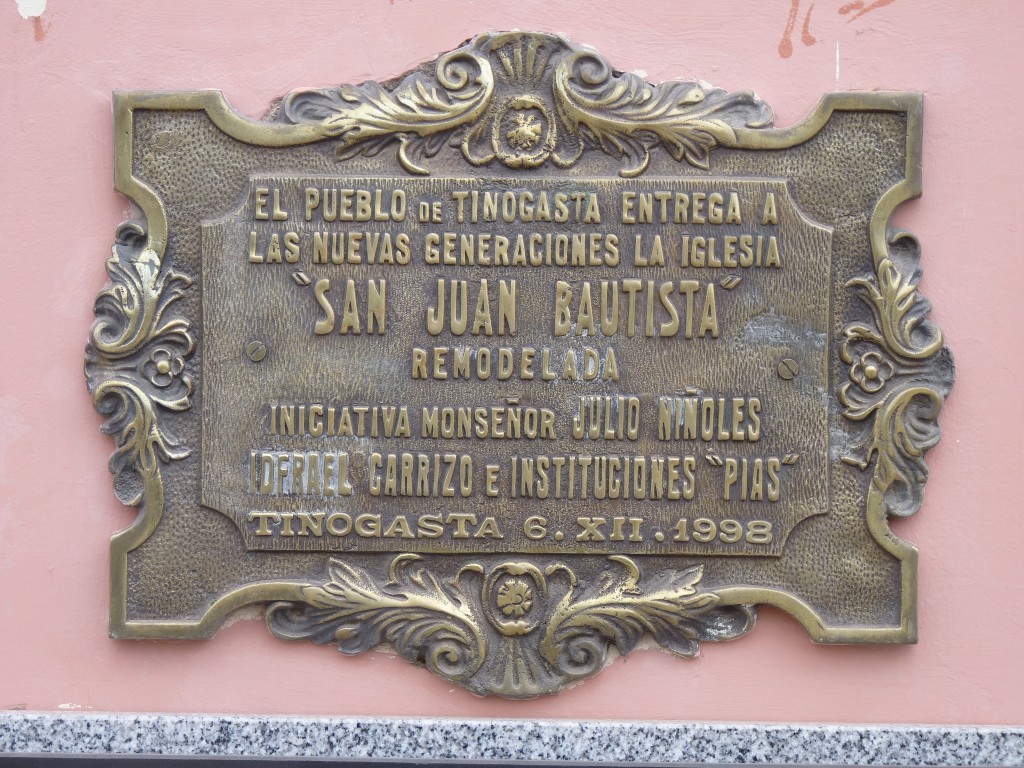 EL PUEBLO DE TINOGASTA ENTREGA A
LAS NUEVAS GENERACIONES LA IGLESIA
"SAN JUAN BAUTISTA"
REMODELADA
INICIATIVA MONSEÑOR JULIO NIÑOLES
IDERAEL CARRIZO E INSTITUCIONES "PIAS"
TINOGASTA 6.XII.1998